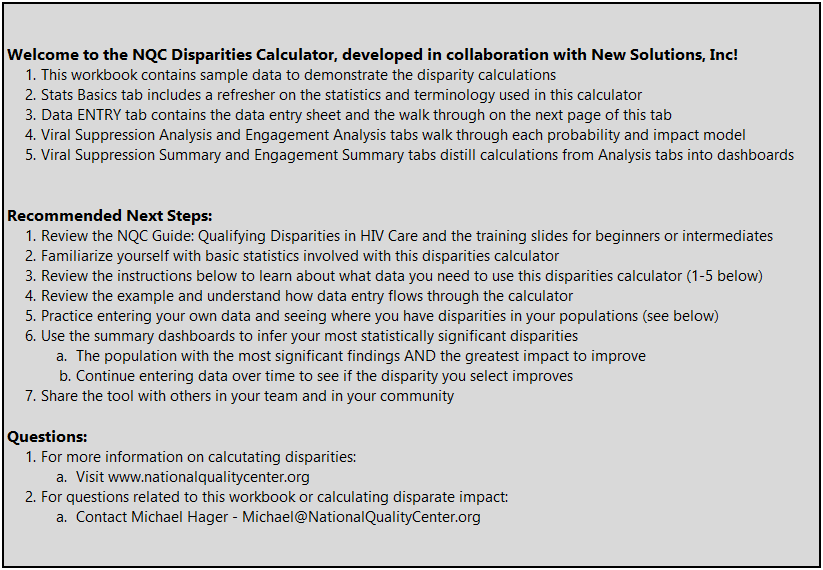 Welcome to the NQC Disparities Calculator, developed in collaboration with New Solutions, Inc!
1. This workbook contains sample data to demonstrate the disparity calculations
2. Stats Basics tab includes a refresher on the statistics and terminology used in this calculator
3. Data ENTRY tab contains the data entry sheet and the walk through on the next page of this tab
4. Viral Suppression Analysis and Engagement Analysis tabs walk through each probability and impact model
5. Viral Suppression Summary and Engagement Summary tabs distill calculations from Analysis tabs into dashboards
Recommended Next Steps:
1. Review the NQC Guide: Qualifying Disparities in HIV Care and the training slides for beginners or intermediates
2. Familiarize yourself with basic statistics involved with this disparities calculator
3. Review the instructions below to learn about what data you need to use this disparities calculator (1-5 below)
4. Review the example and understand how data entry flows through the calculator
5. Practice entering your own data and seeing where you have disparities in your populations (see below)
6. Use the summary dashboards to infer your most statistically significant disparities
a. The population with the most significant findings AND the greatest impact to improve
b. Continue entering data over time to see if the disparity you select improves
7. Share the tool with others in your team and in your community
Questions:
1. For more information on calcutating disparities:
a. Visit www.nationalqualitycenter.org
2. For questions related to this workbook or calculating disparate impact:
a. Contact Michael Hager - Michael@NationalQualityCenter.org